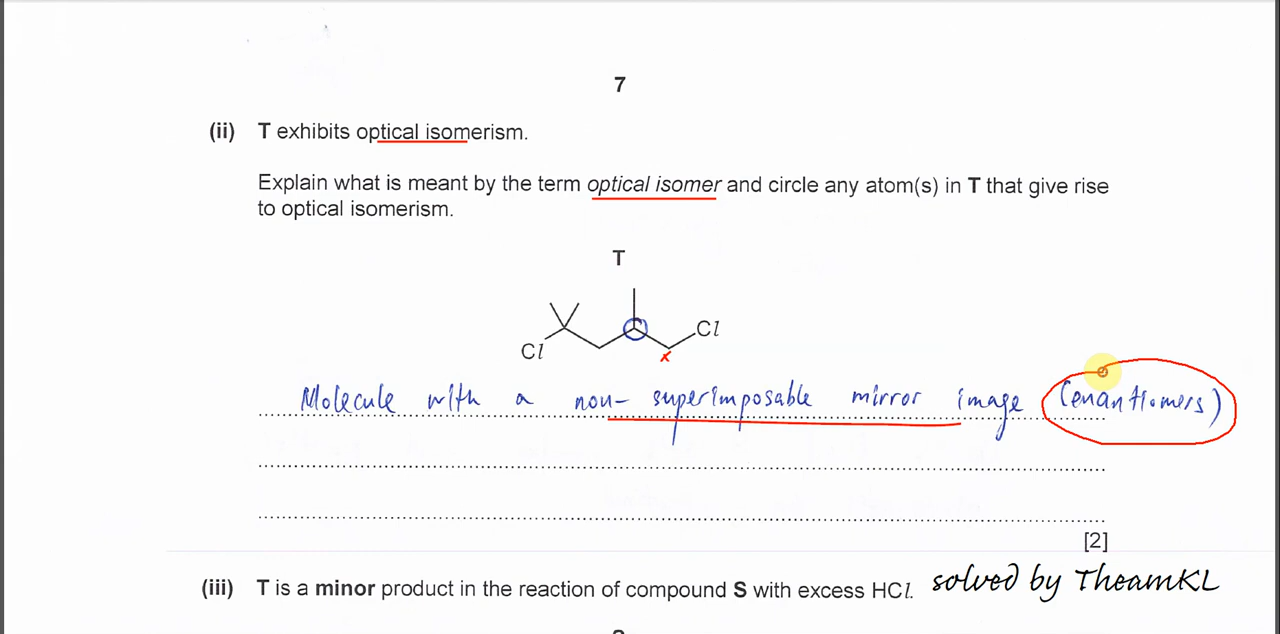 7
(ii) T exhibits optical isomerism.
Explain what is meant by the term optical isomer and circle any atom(s) in T that give rise
to optical isomerism.
T
Cl
Cl
x
Molecule with a non-superimposable mirror image (enantiomers)
[2]
(iii) T is a minor product in the reaction of compound S with excess HCl. solved by TheamKL